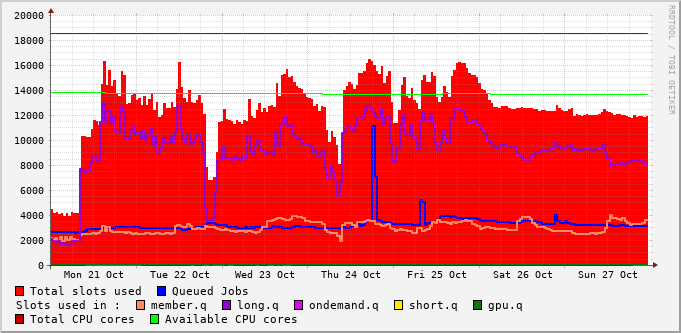 RRDTOOL / TOBI OETIKER
20000
18000
16000
14000
12000
10000
8000
6000
4000
2000
0
Mon 21 Oct Tue 22 Oct Wed 23 Oct Thu 24 Oct Fri 25 Oct Sat 26 Oct Sun 27 Oct
Total slots used Queued Jobs
Slots used in : member.q long.q ondemand.q short.q gpu.q
Total CPU cores Available CPU cores